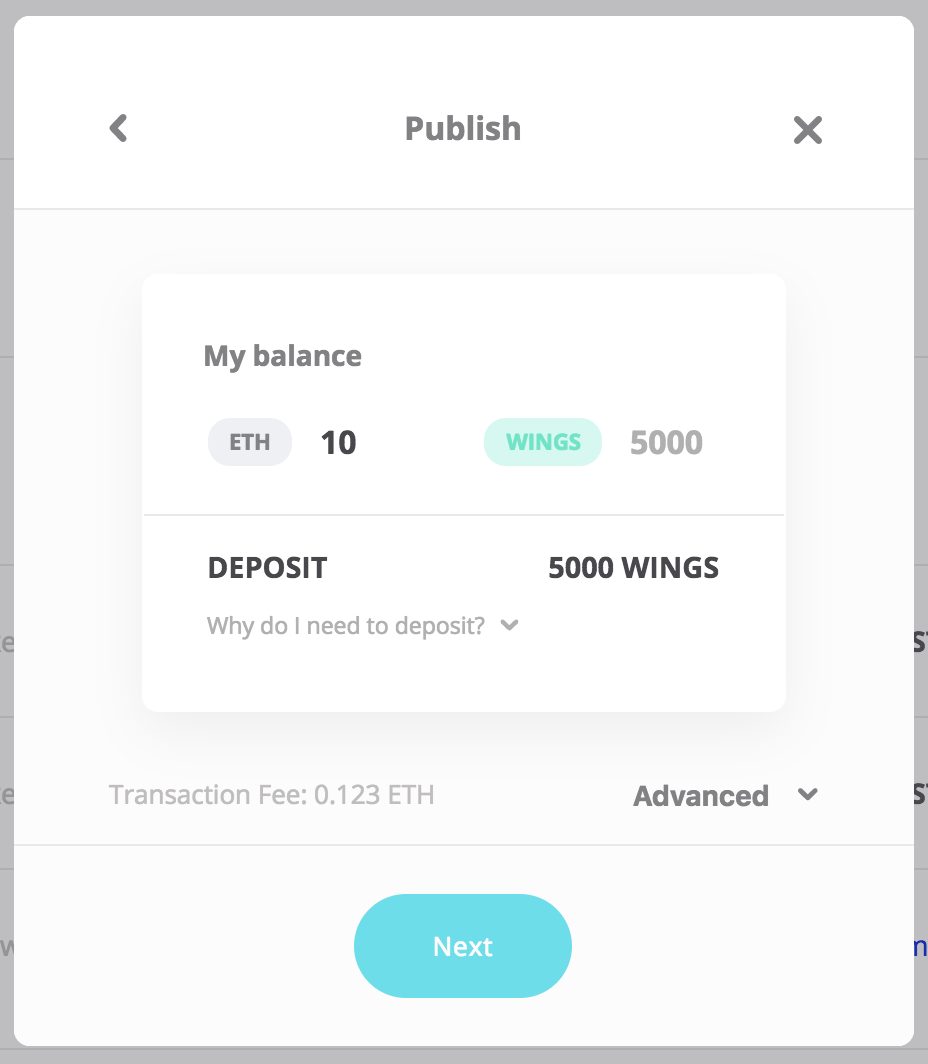 Publish
My balance
ETH 10 WINGS 5000
DEPOSIT 5000 WINGS
Why do I need to deposit?
Transaction Fee: 0.123 ETH Advanced
Next